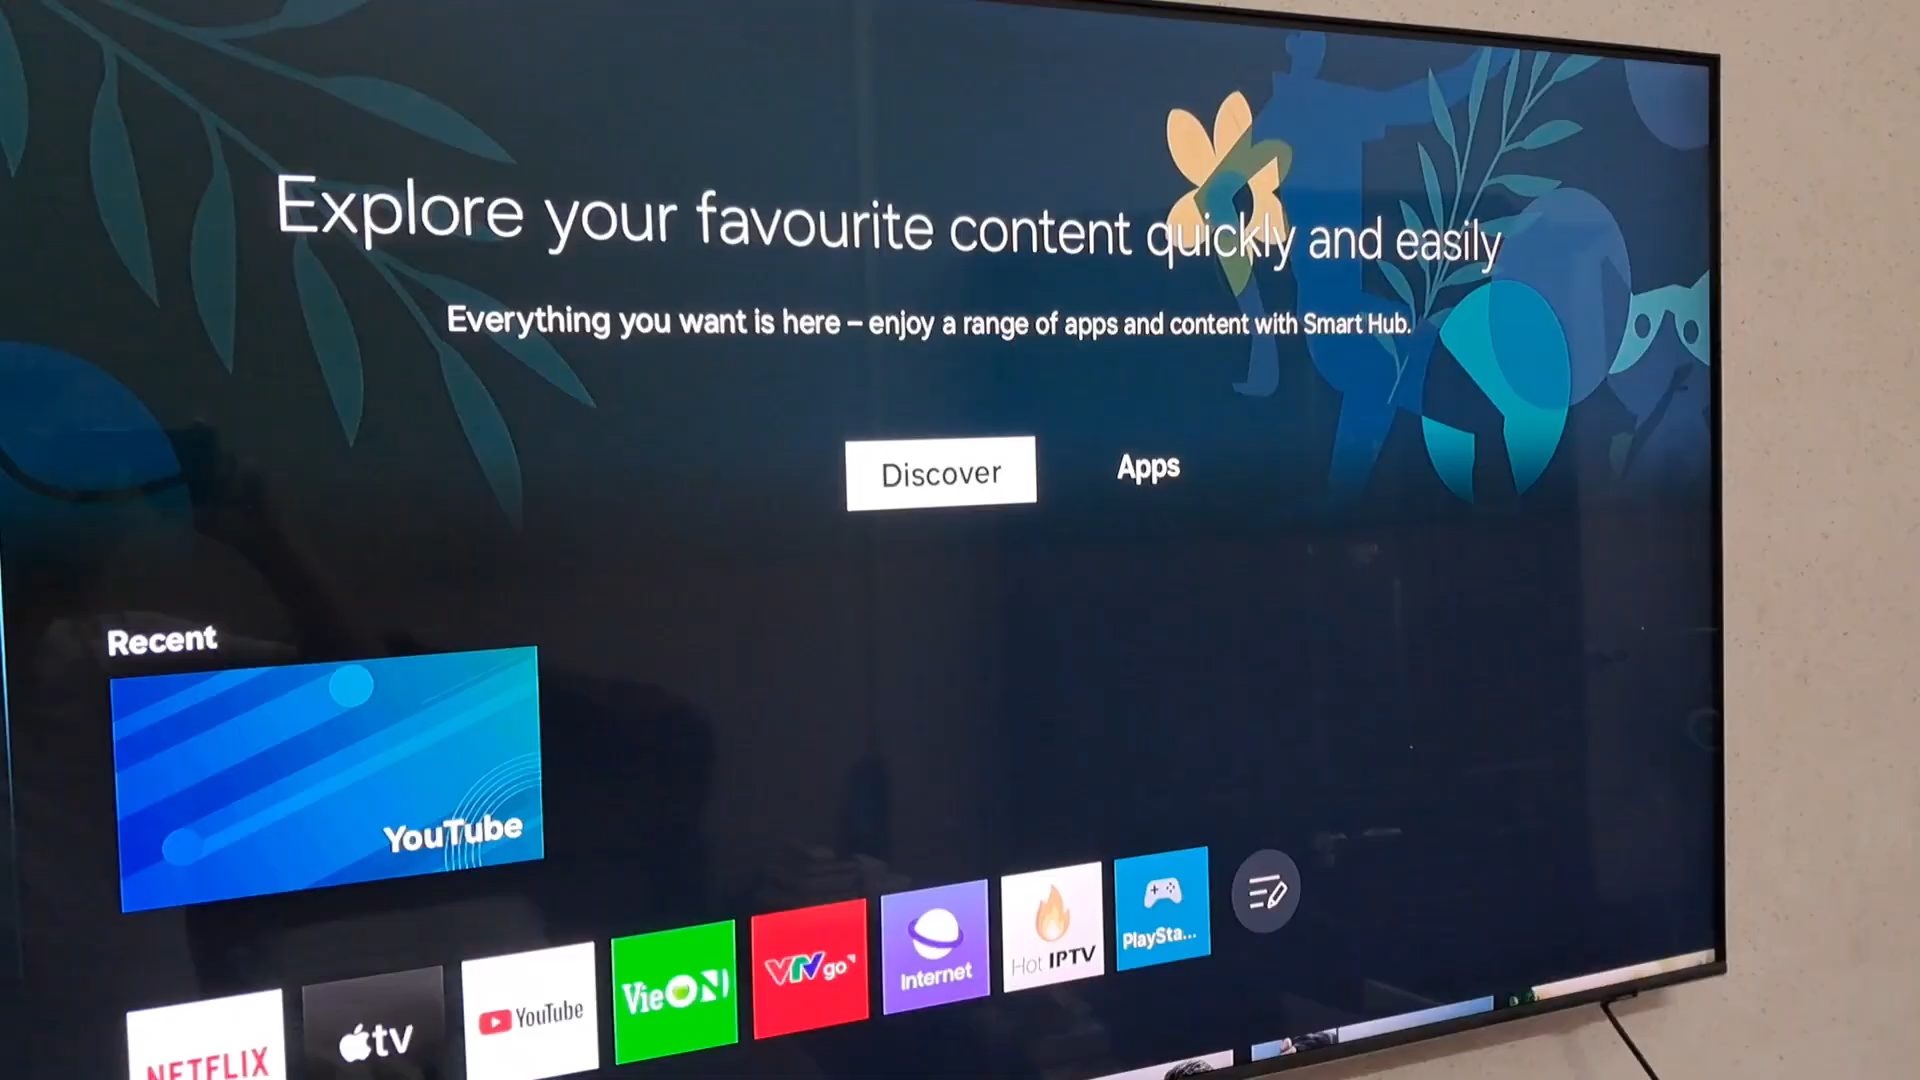 Explore your favourite content quickly and easily
Everything you want is here – enjoy a range of apps and content with Smart Hub.
Discover
Apps
Recent
YouTube
NETFLIX
tv
YouTube
VieON
VTVgo
Internet
Hot IPTV
PlaySta...